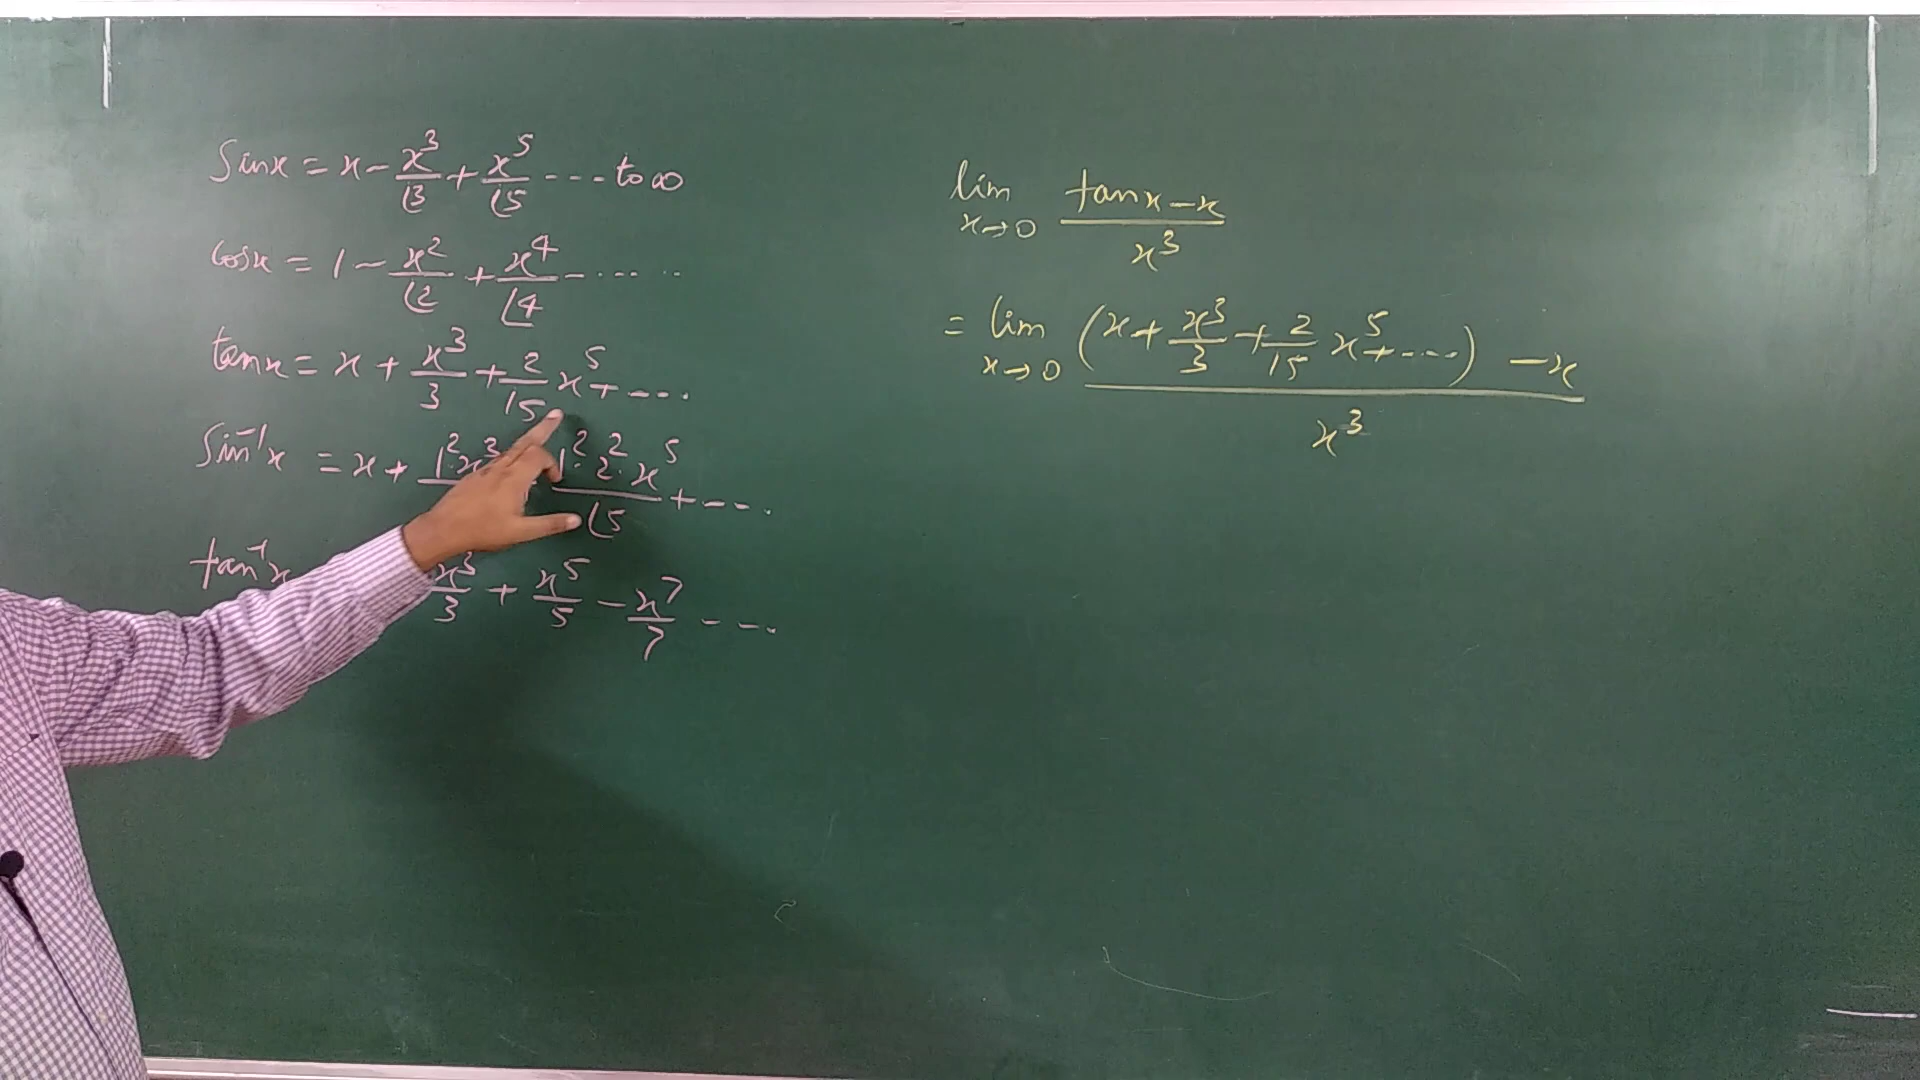 Sinx = x - x³/⌊3 + x⁵/⌊5 ---- to ∞
Cosx = 1 - x²/⌊2 + x⁴/⌊4 - ......
tanx = x + x³/3 + 2/15 x⁵ + ----
Sin⁻¹x = x + 1²·x³ 1²·2²·x⁵/⌊5 + ----
tan⁻¹x x³/3 + x⁵/5 - x⁷/7 ----
lim x→0 (tanx - x)/x³
= lim x→0 ((x + x³/3 + 2/15 x⁵ + ----) - x)/x³